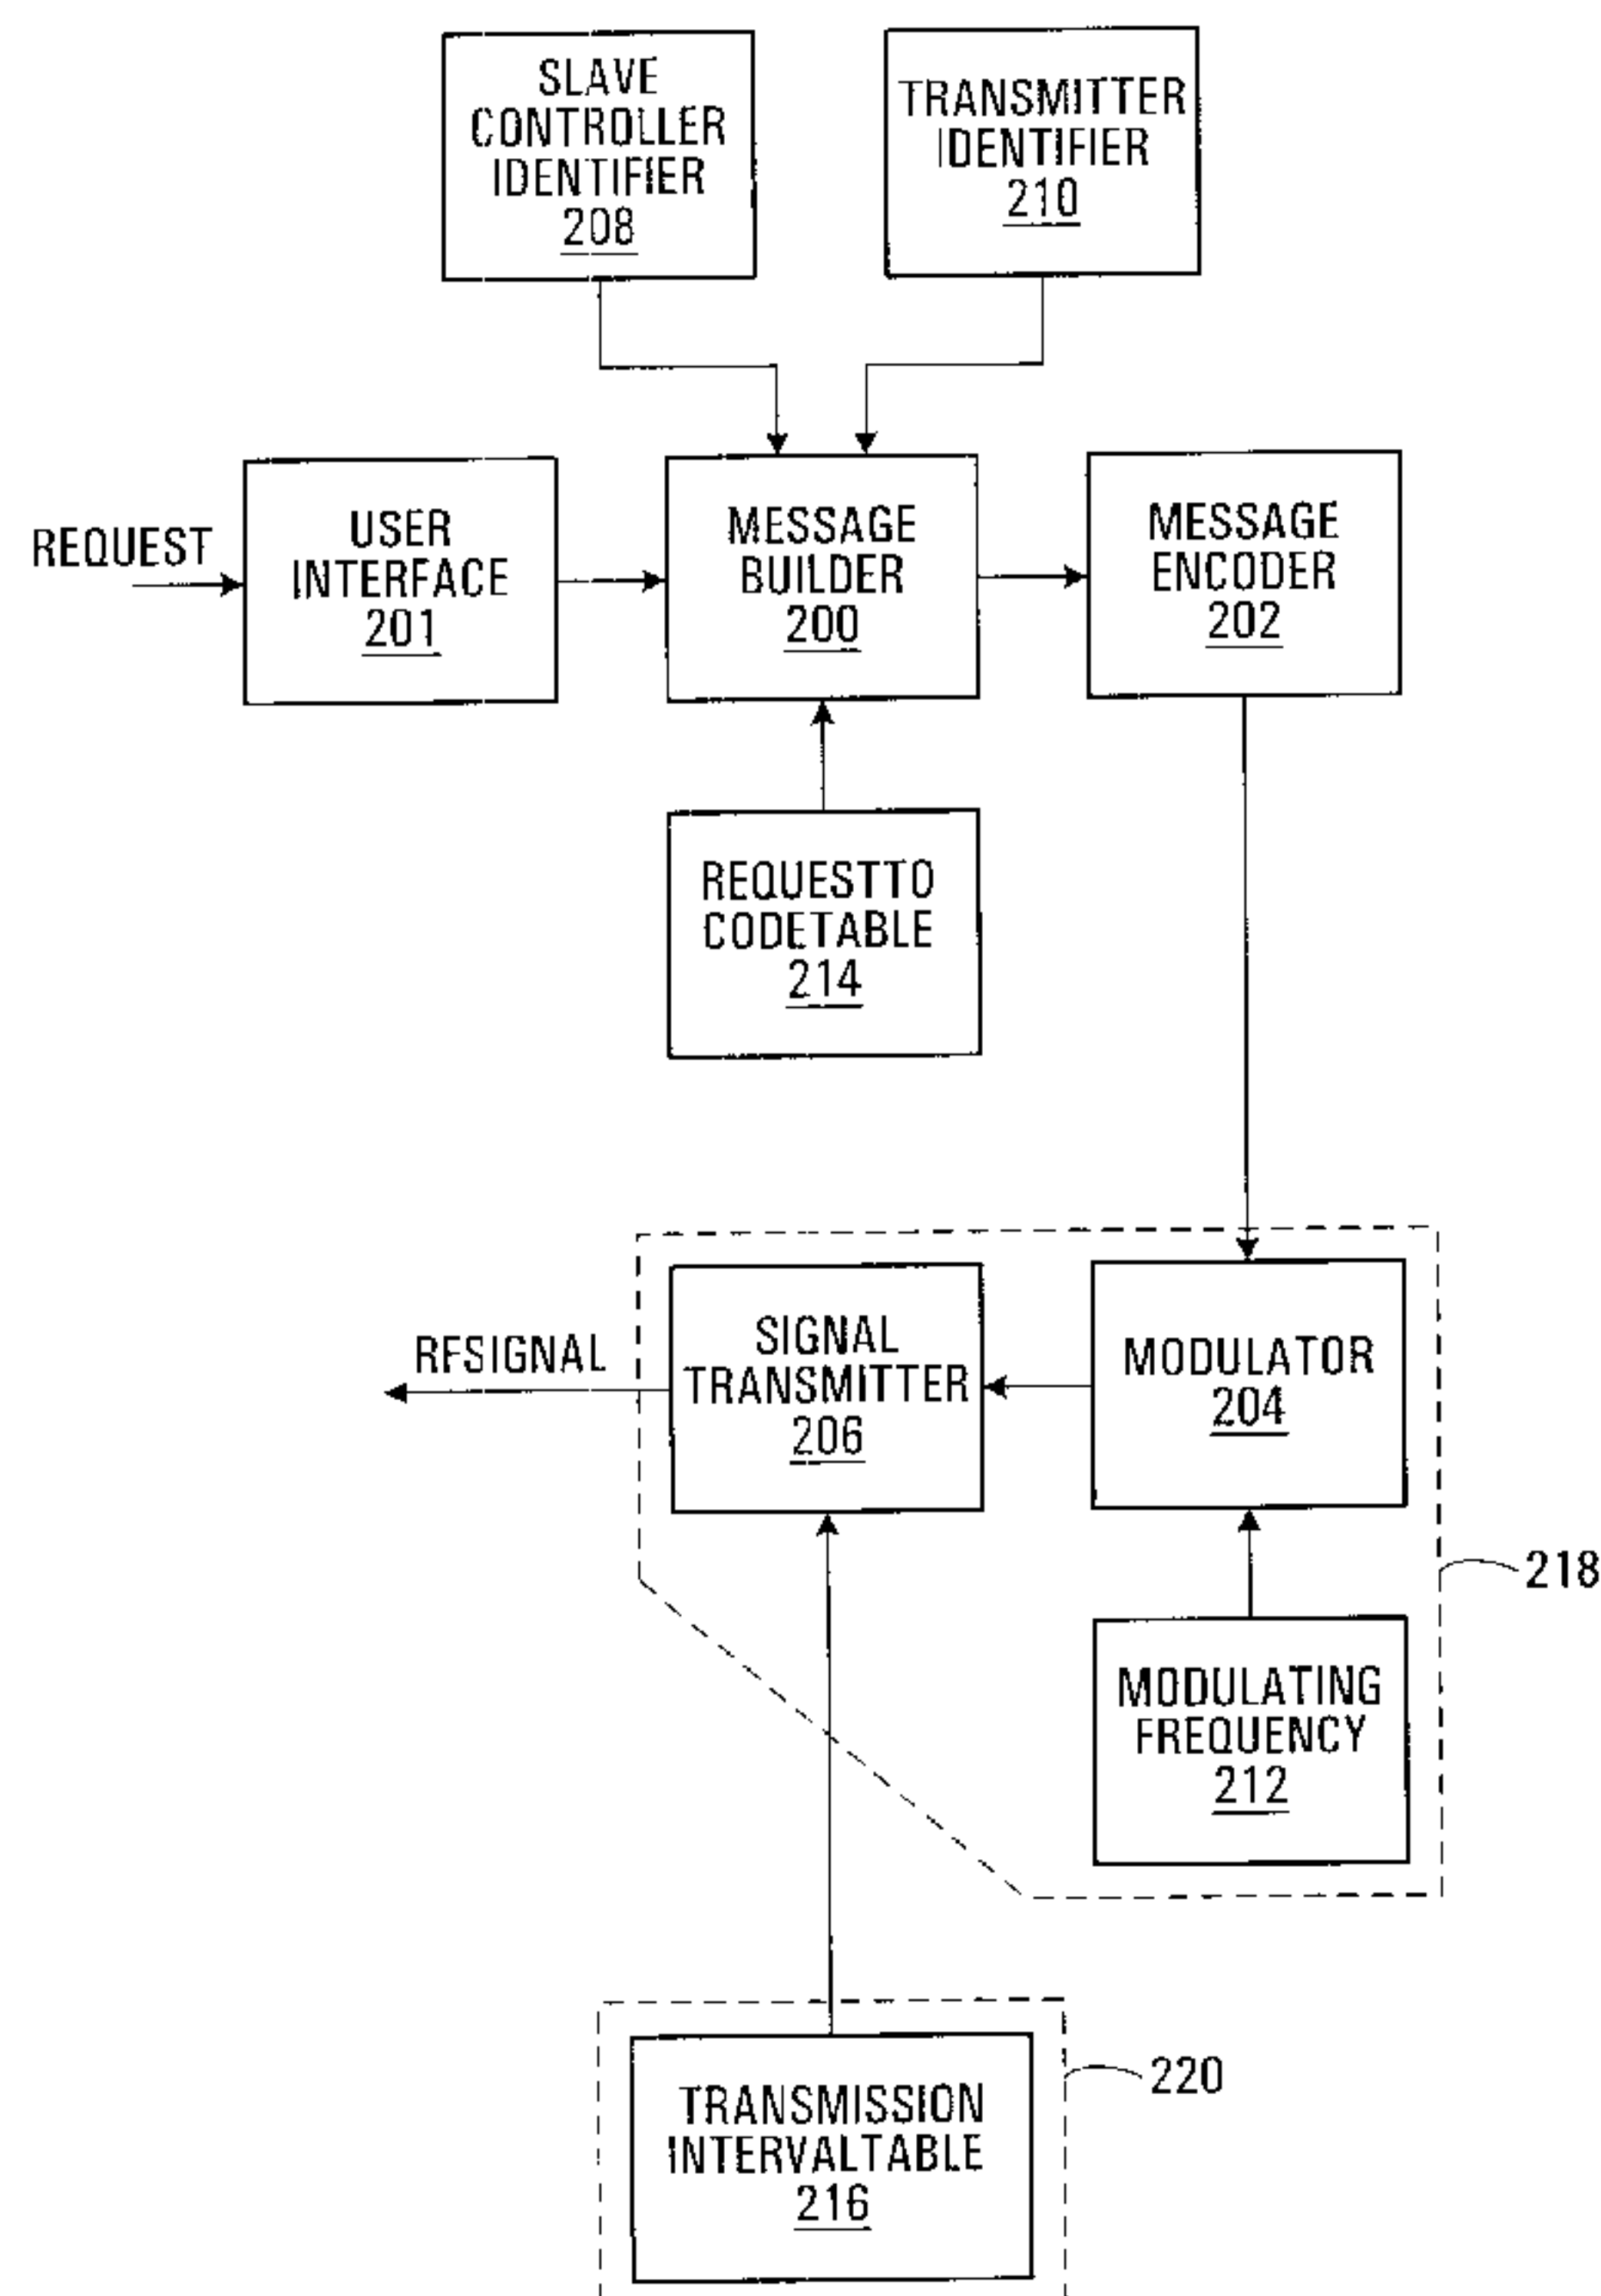 SLAVE
CONTROLLER
IDENTIFIER
208
TRANSMITTER
IDENTIFIER
210
REQUEST
USER
INTERFACE
201
MESSAGE
BUILDER
200
MESSAGE
ENCODER
202
REQUESTTO
CODETABLE
214
RFSIGNAL
SIGNAL
TRANSMITTER
206
MODULATOR
204
218
MODULATING
FREQUENCY
212
220
TRANSMISSION
INTERVALTABLE
216